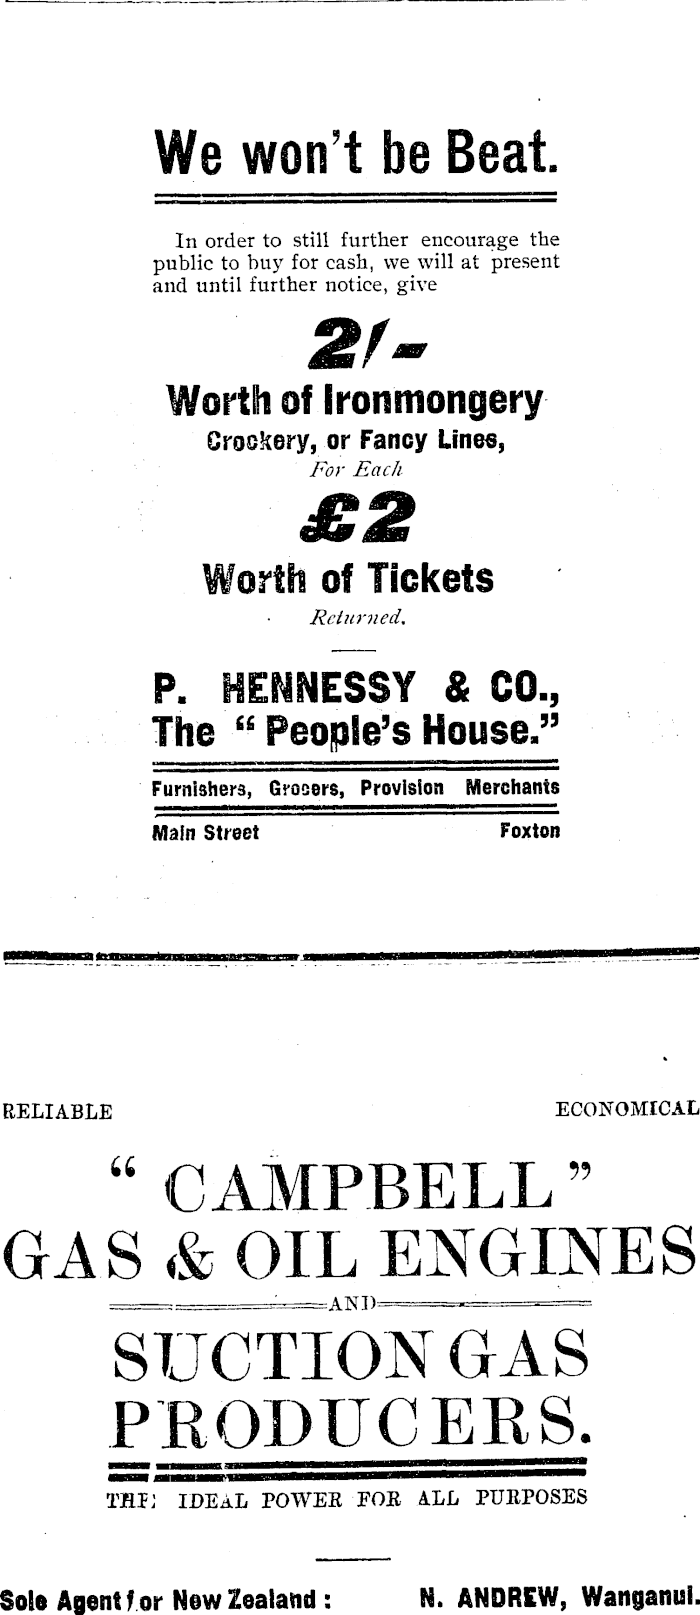 We won't be Beat.
In order to still further encourage the
public to buy for cash, we will at present
and until further notice, give
2/-
Worth of Ironmongery
Crockery, or Fancy Lines,
For Each
£2
Worth of Tickets
Returned.
P. HENNESSY & CO.,
The “ People's House.”
Furnishers, Grocers, Provision Merchants
Main Street Foxton
RELIABLE ECONOMICAL
“ CAMPBELL ”
GAS & OIL ENGINES
AND
SUCTION GAS
PRODUCERS.
THE IDEAL POWER FOR ALL PURPOSES
Sole Agent for New Zealand : N. ANDREW, Wanganui.